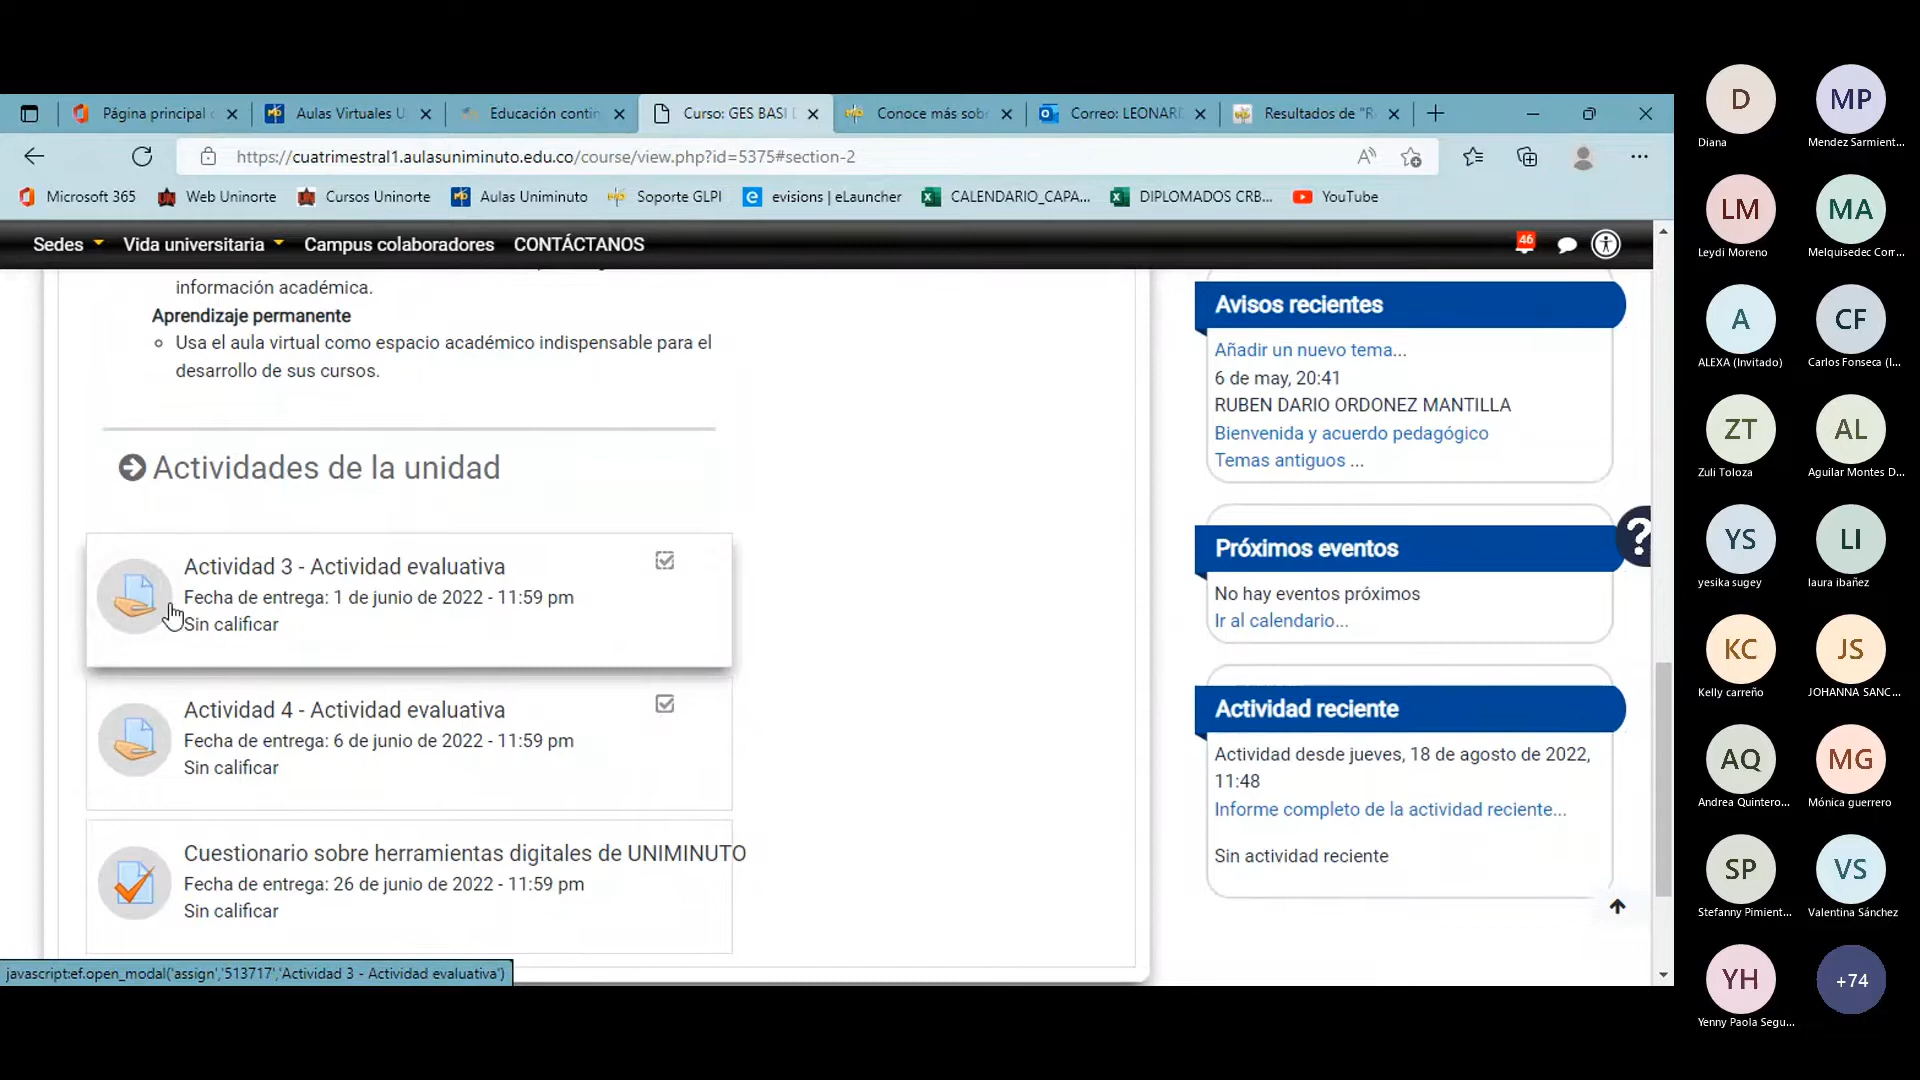 Página principal
Aulas Virtuales U
Educación contin
Curso: GES BASI
Conoce más sob
Correo: LEONAR
Resultados de "R
https://cuatrimestral1.aulasuniminuto.edu.co/course/view.php?id=5375#section-2
Microsoft 365
Web Uninorte
Cursos Uninorte
Aulas Uniminuto
Soporte GLPI
evisions | eLauncher
CALENDARIO_CAPA...
DIPLOMADOS CRB...
YouTube
Sedes
Vida universitaria
Campus colaboradores
CONTÁCTANOS
46
información académica.
Aprendizaje permanente
Usa el aula virtual como espacio académico indispensable para el
desarrollo de sus cursos.
Actividades de la unidad
Actividad 3 - Actividad evaluativa
Fecha de entrega: 1 de junio de 2022 - 11:59 pm
Sin calificar
Actividad 4 - Actividad evaluativa
Fecha de entrega: 6 de junio de 2022 - 11:59 pm
Sin calificar
Cuestionario sobre herramientas digitales de UNIMINUTO
Fecha de entrega: 26 de junio de 2022 - 11:59 pm
Sin calificar
javascript:ef.open_modal('assign','513717','Actividad 3 - Actividad evaluativa')
Avisos recientes
Añadir un nuevo tema...
6 de may, 20:41
RUBEN DARIO ORDONEZ MANTILLA
Bienvenida y acuerdo pedagógico
Temas antiguos ...
Próximos eventos
No hay eventos próximos
Ir al calendario...
?
Actividad reciente
Actividad desde jueves, 18 de agosto de 2022,
11:48
Informe completo de la actividad reciente...
Sin actividad reciente
D
Diana
MP
Mendez Sarmient...
LM
Leydi Moreno
MA
Melquisedec Corr...
A
ALEXA (Invitado)
CF
Carlos Fonseca (I...
ZT
Zuli Toloza
AL
Aguilar Montes D...
YS
yesika sugey
LI
laura ibañez
KC
Kelly carreño
JS
JOHANNA SANC...
AQ
Andrea Quintero...
MG
Mónica guerrero
SP
Stefanny Pimient...
VS
Valentina Sánchez
YH
Yenny Paola Segu...
+74